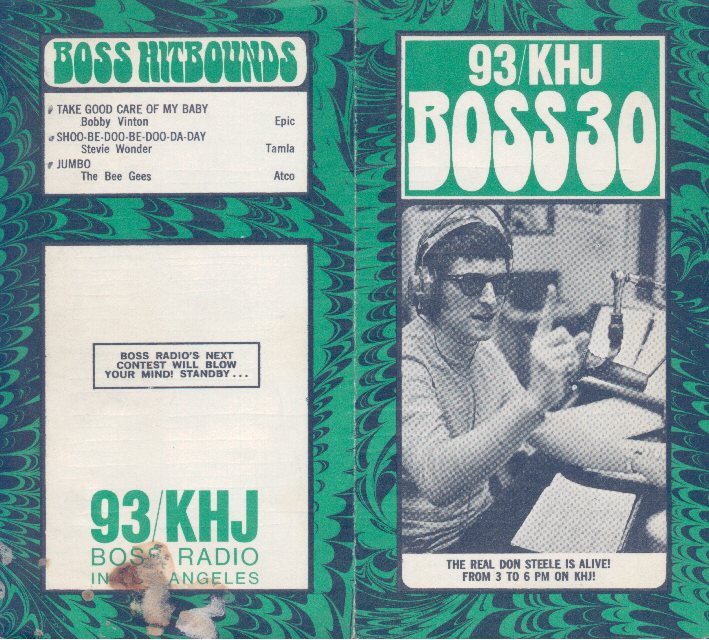 BOSS HITBOUNDS
TAKE GOOD CARE OF MY BABY
Bobby Vinton Epic
SHOO-BE-DOO-BE-DOO-DA-DAY
Stevie Wonder Tamla
JUMBO
The Bee Gees Atco
BOSS RADIO'S NEXT
CONTEST WILL BLOW
YOUR MIND! STANDBY...
93/KHJ
BOSS RADIO
IN ANGELES
93/KHJ
BOSS 30
THE REAL DON STEELE IS ALIVE!
FROM 3 TO 6 PM ON KHJ!